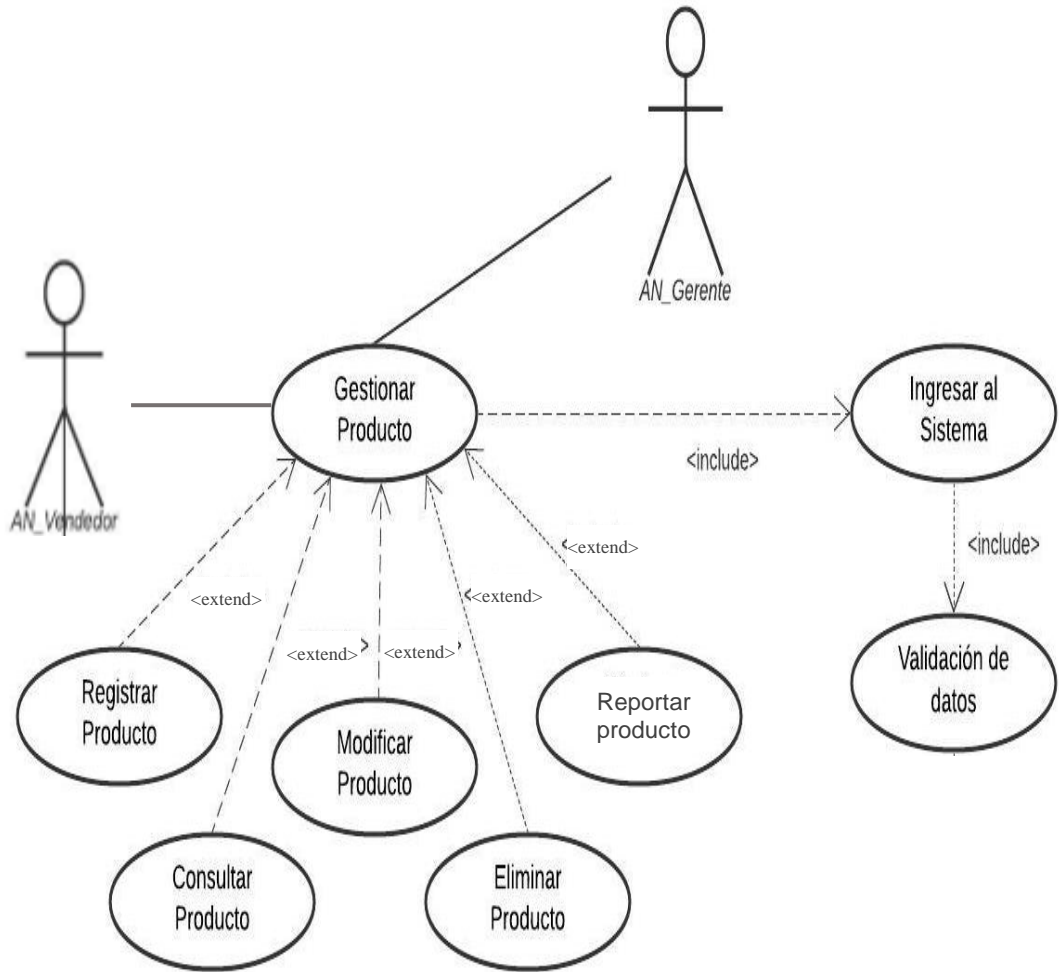 AN_Gerente
AN_Vendedor
Gestionar
Producto
Ingresar al
Sistema
<include>
<include>
<<extend>
<extend>
<<extend>
<extend>>
<extend>>
Registrar
Producto
Modificar
Producto
Reportar
producto
Validación de
datos
Consultar
Producto
Eliminar
Producto